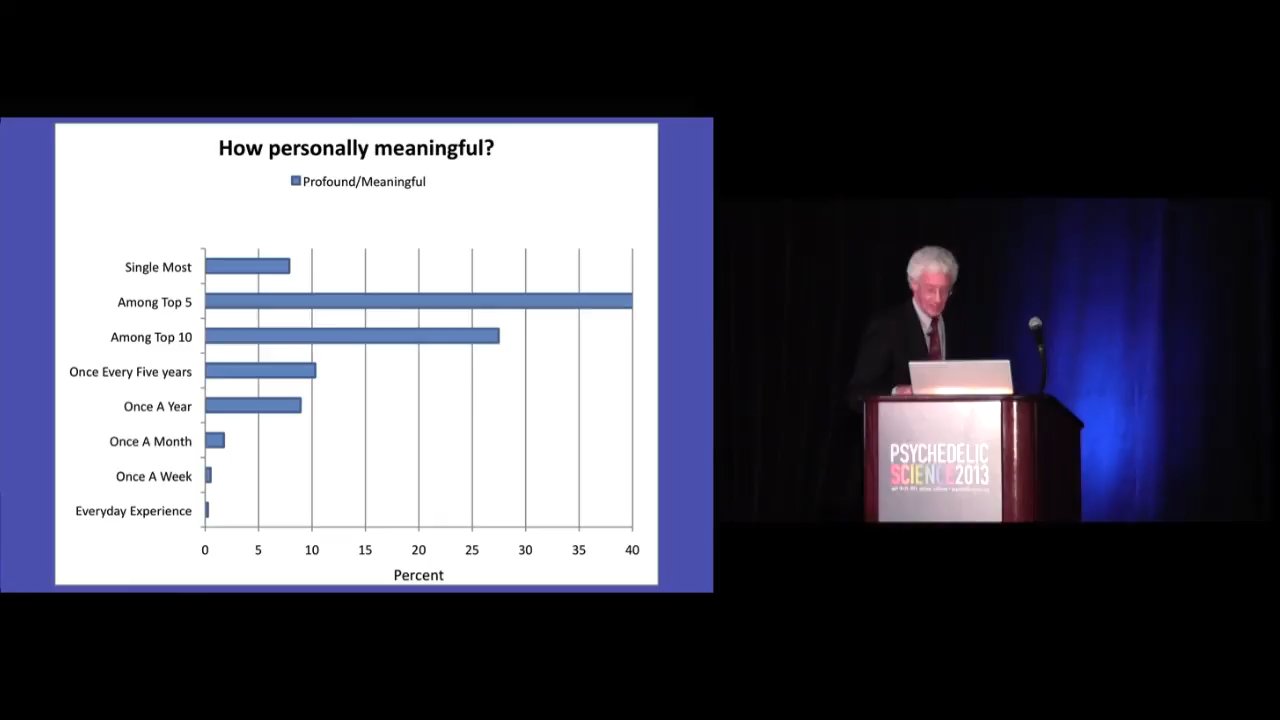 How personally meaningful?
Profound/Meaningful
Single Most
Among Top 5
Among Top 10
Once Every Five years
Once A Year
Once A Month
Once A Week
Everyday Experience
0 5 10 15 20 25 30 35 40
Percent
PSYCHEDELIC
SCIENCE2013